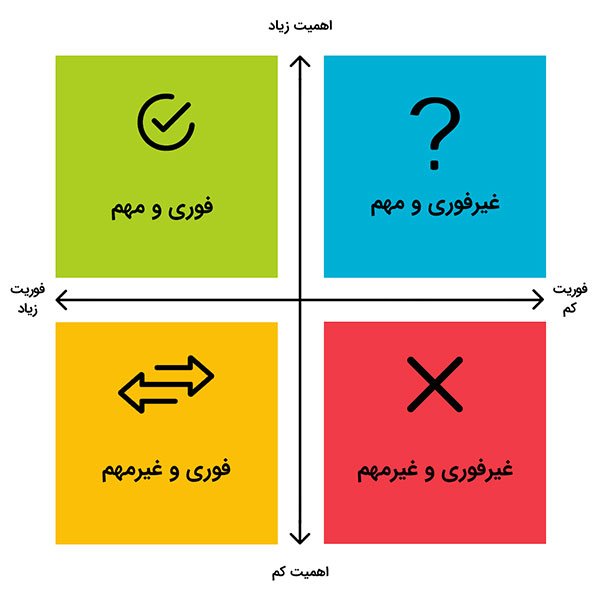 اهمیت زیاد
غیرفوری و مهم
فوری و مهم
فوریت
کم
فوریت
زیاد
غیرفوری و غیرمهم
فوری و غیرمهم
اهمیت کم